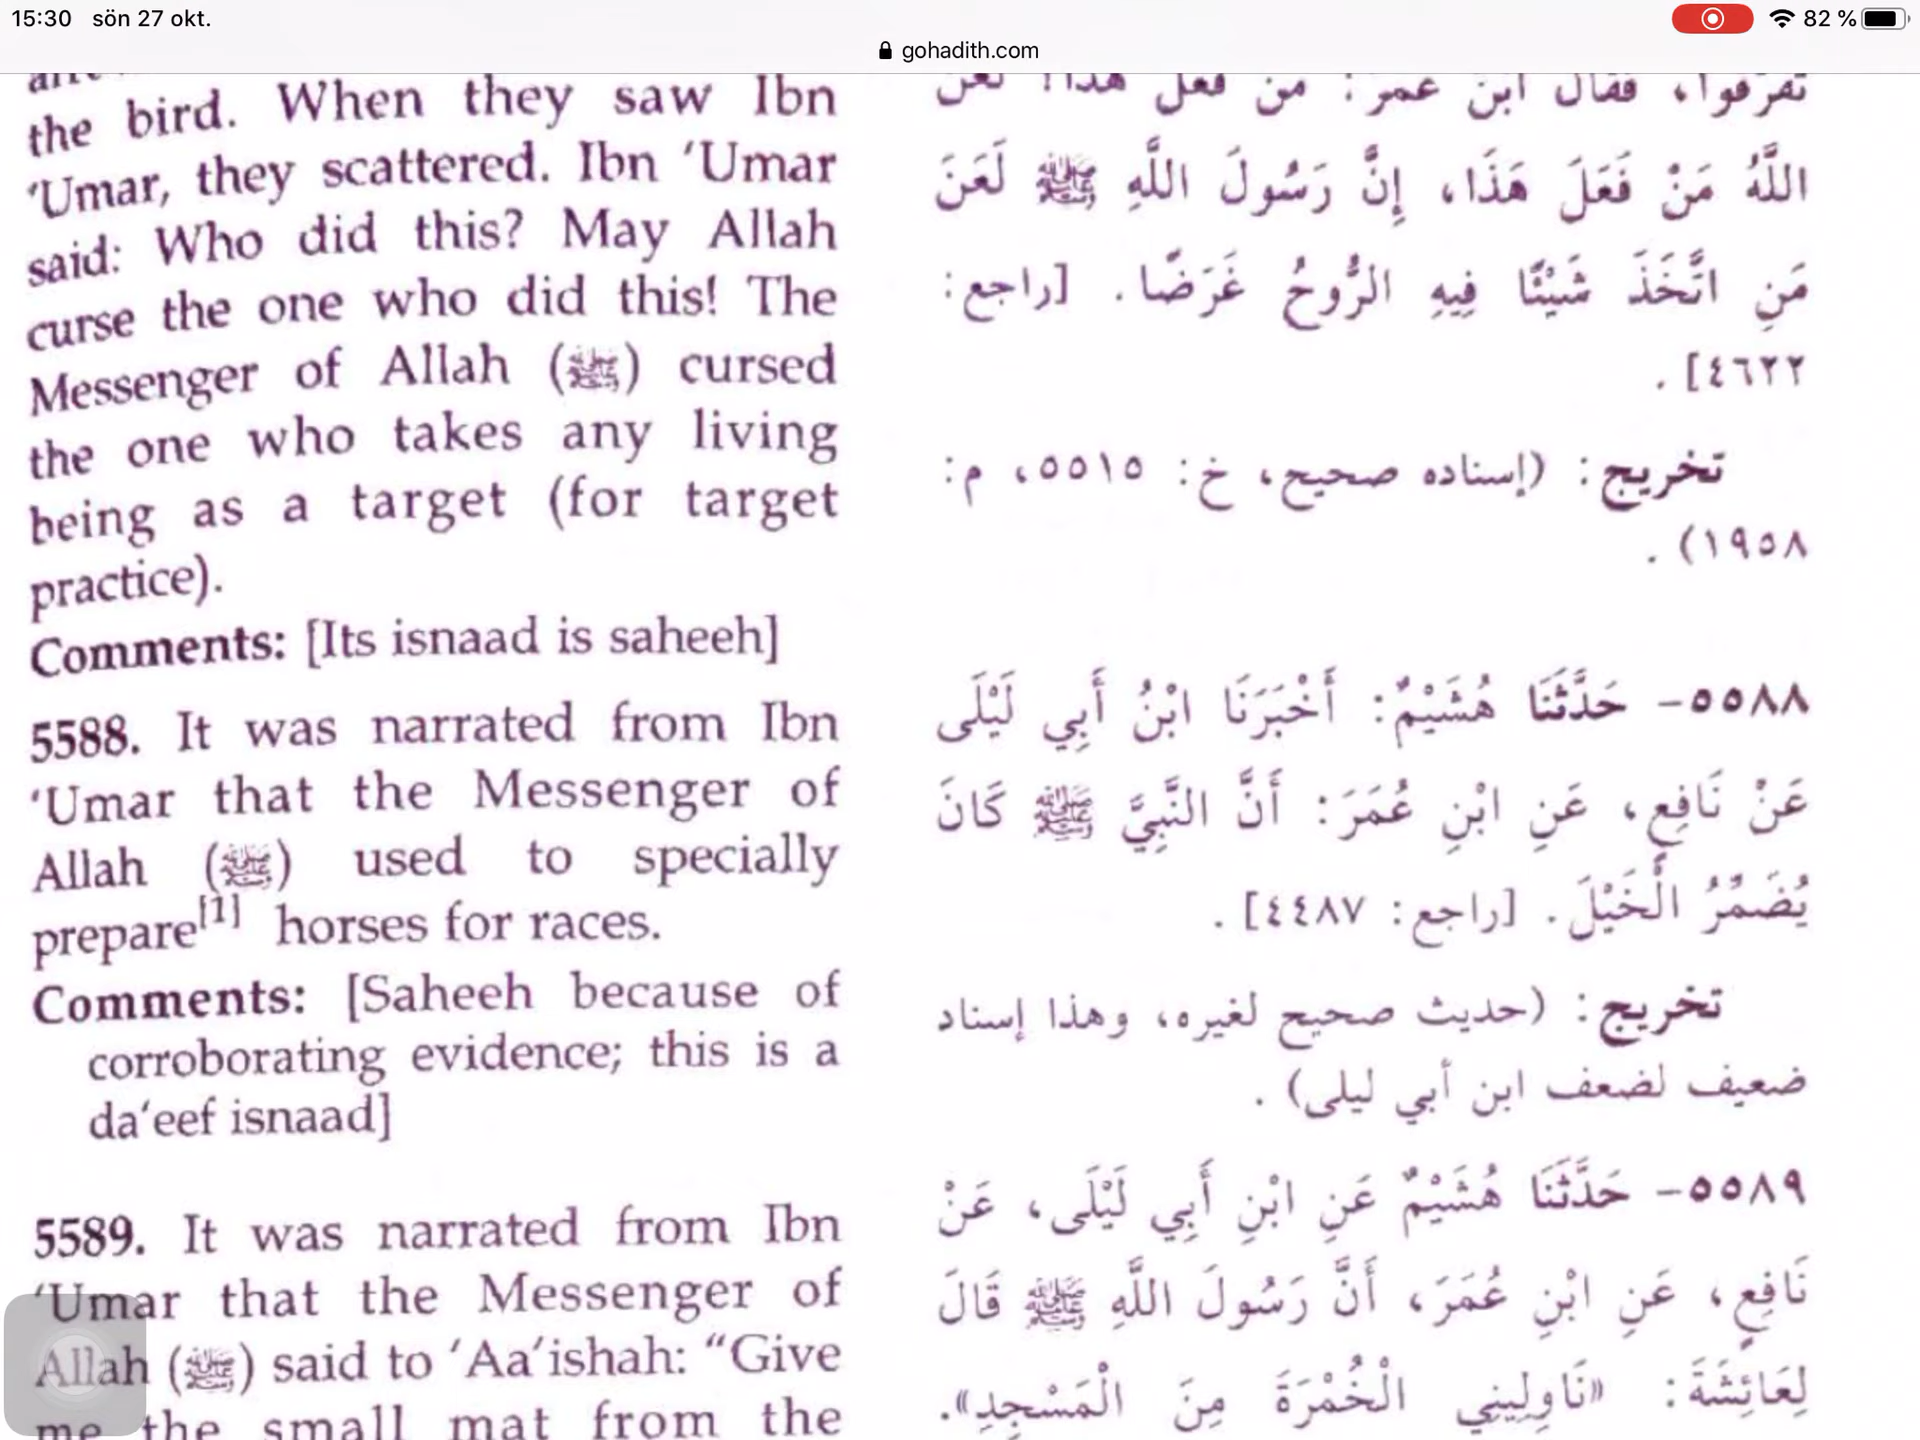 15:30 sön 27 okt.
82 %
gohadith.com
the bird. When they saw Ibn
‘Umar, they scattered. Ibn ‘Umar
said: Who did this? May Allah
curse the one who did this! The
Messenger of Allah (ﷺ) cursed
the one who takes any living
being as a target (for target
practice).
Comments: [Its isnaad is saheeh]
5588. It was narrated from Ibn
‘Umar that the Messenger of
Allah (ﷺ) used to specially
prepare[1] horses for races.
Comments: [Saheeh because of
corroborating evidence; this is a
da‘eef isnaad]
5589. It was narrated from Ibn
‘Umar that the Messenger of
Allah (ﷺ) said to ‘Aa’ishah: “Give
me the small mat from the
تفرقوا، فقال ابن عمر: من فعل هذا! لعن
اللَّهُ مَنْ فَعَلَ هَذَا، إِنَّ رَسُولَ اللَّهِ ﷺ لَعَنَ
مَنِ اتَّخَذَ شَيْئًا فِيهِ الرُّوحُ غَرَضًا. [راجع:
٤٦٢٢].
تخريج: (إسناده صحيح، خ: ٥٥١٥، م:
١٩٥٨).
٥٥٨٨- حَدَّثَنَا هُشَيْمٌ: أَخْبَرَنَا ابْنُ أَبِي لَيْلَى
عَنْ نَافِعٍ، عَنِ ابْنِ عُمَرَ: أَنَّ النَّبِيَّ ﷺ كَانَ
يُضَمِّرُ الْخَيْلَ. [راجع: ٤٤٨٧].
تخريج: (حديث صحيح لغيره، وهذا إسناد
ضعيف لضعف ابن أبي ليلى).
٥٥٨٩- حَدَّثَنَا هُشَيْمٌ عَنِ ابْنِ أَبِي لَيْلَى، عَنْ
نَافِعٍ، عَنِ ابْنِ عُمَرَ، أَنَّ رَسُولَ اللَّهِ ﷺ قَالَ
لِعَائِشَةَ: «نَاوِلِينِي الْخُمْرَةَ مِنَ الْمَسْجِدِ».